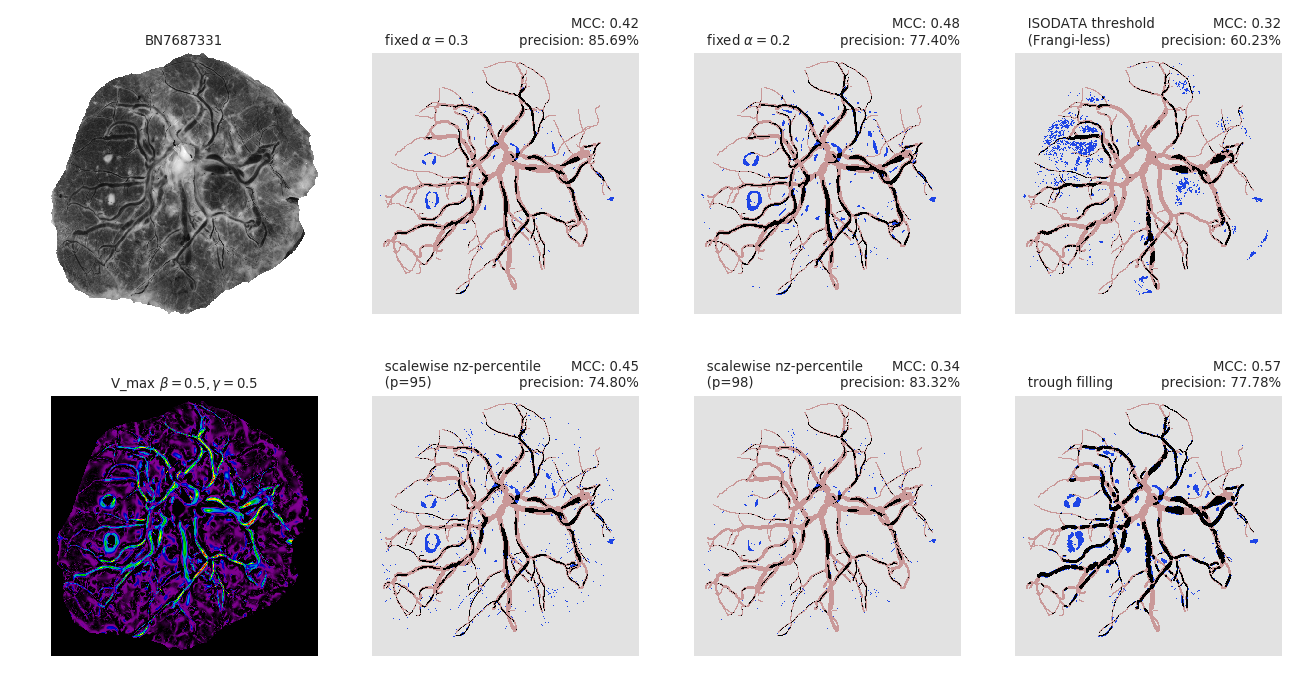 BN7687331
MCC: 0.42
fixed α = 0.3 precision: 85.69%
MCC: 0.48
fixed α = 0.2 precision: 77.40%
ISODATA threshold MCC: 0.32
(Frangi-less) precision: 60.23%
V_max β = 0.5, γ = 0.5
scalewise nz-percentile MCC: 0.45
(p=95) precision: 74.80%
scalewise nz-percentile MCC: 0.34
(p=98) precision: 83.32%
MCC: 0.57
trough filling precision: 77.78%